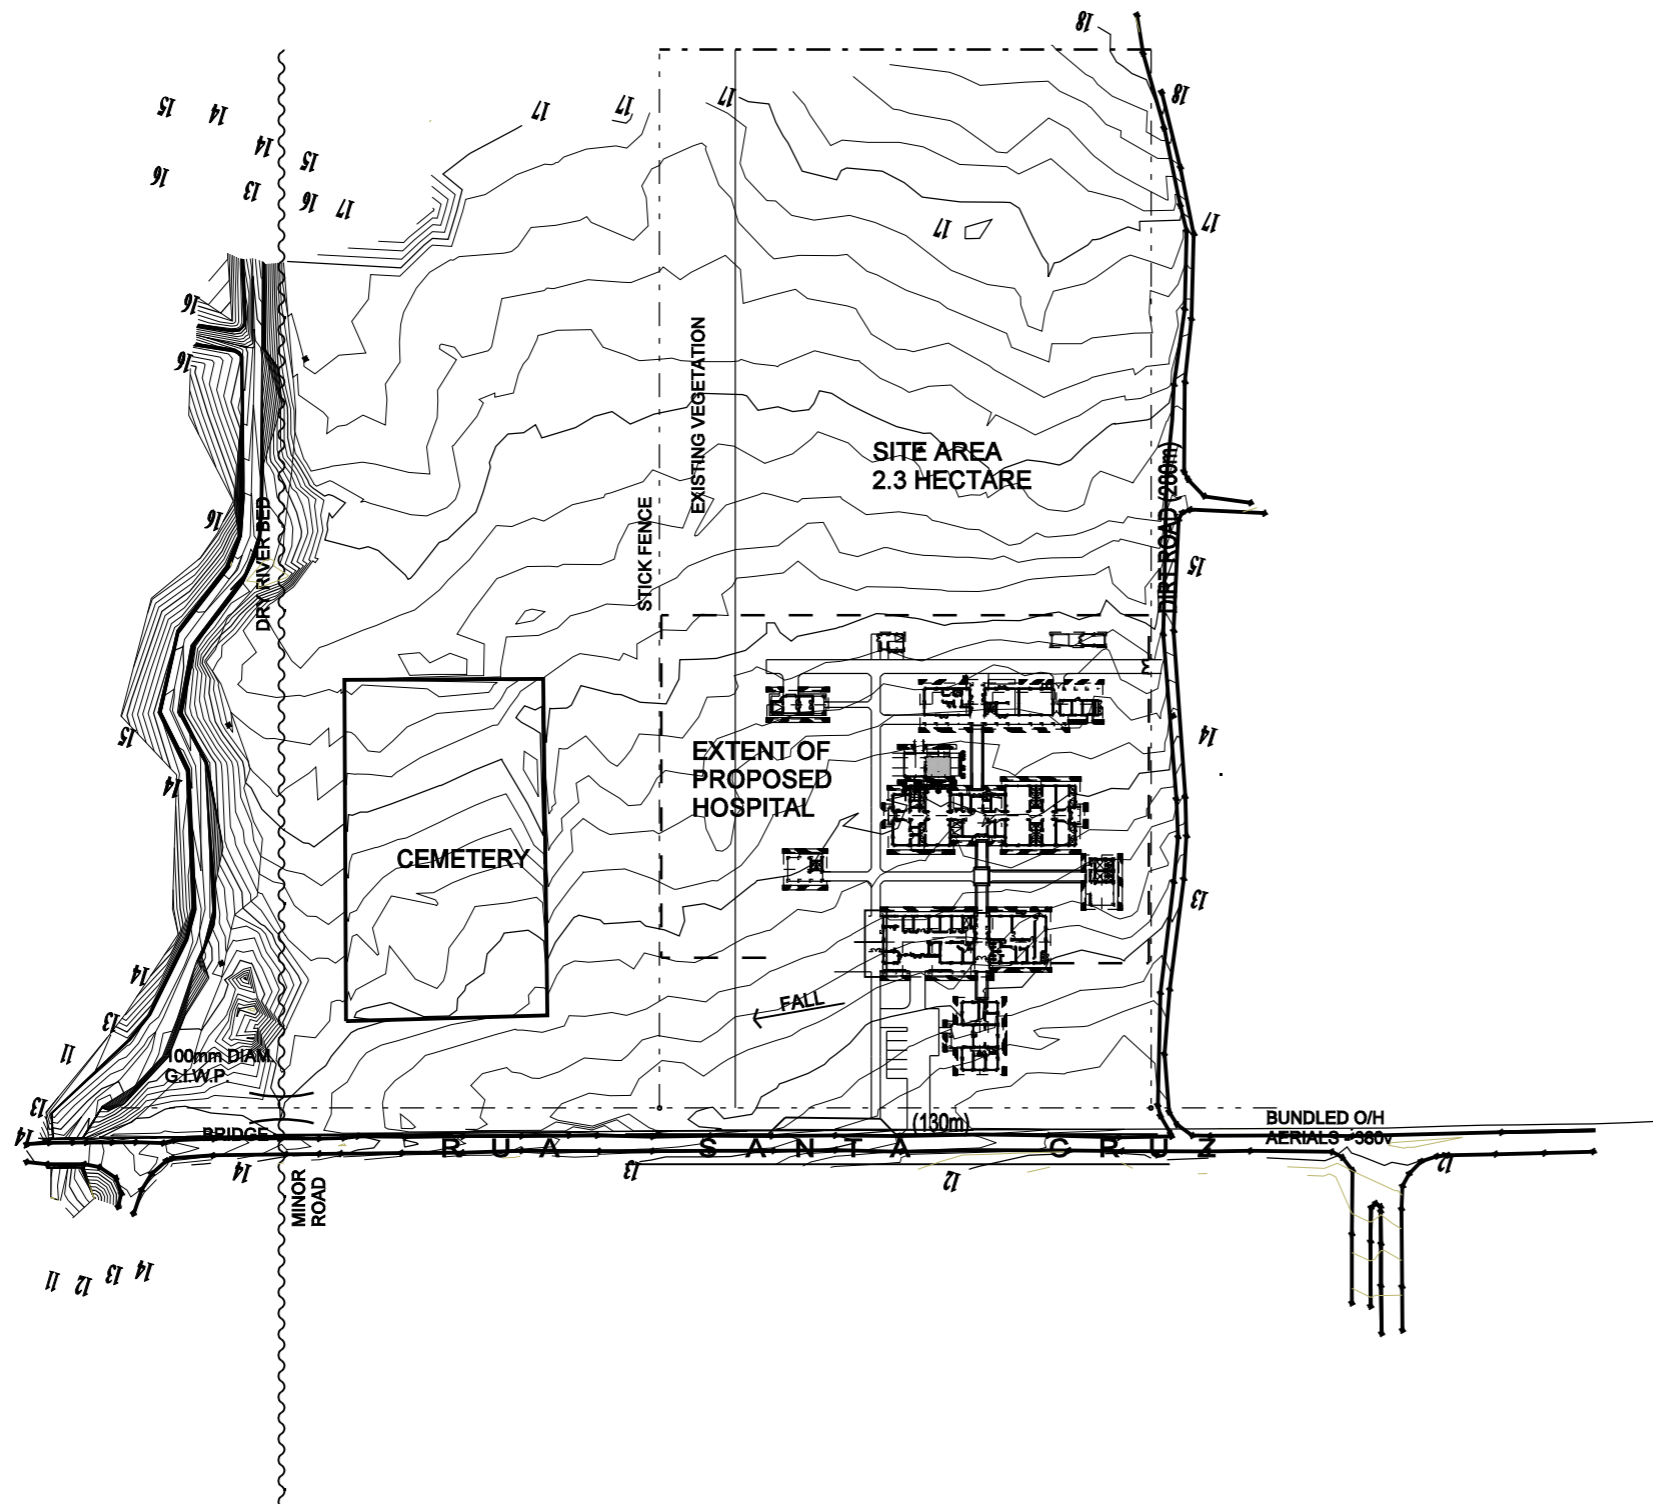 18
18
17
17
17
15
14
14
15
16
13
16
17
17
17
16
16
EXISTING VEGETATION
SITE AREA
2.3 HECTARE
DIRT ROAD (200m)
STICK FENCE
DRY RIVER BED
16
15
15
14
14
EXTENT OF
PROPOSED
HOSPITAL
CEMETERY
13
14
FALL
13
11
100mm DIAM.
G.I.W.P.
13
14
BRIDGE
(130m)
BUNDLED O/H
AERIALS - 380v
RUA SANTA CRUZ
14
13
12
12
MINOR
ROAD
11
12
13
14